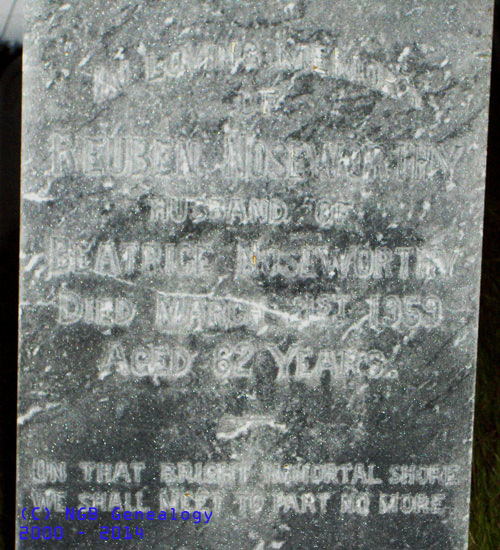 IN LOVING MEMORY
OF
REUBEN NOSEWORTHY
HUSBAND OF
BEATRICE NOSEWORTHY
DIED MARCH 1959
AGED 82 YEARS.
ON THAT BRIGHT IMMORTAL SHORE
WE SHALL MEET TO PART NO MORE
(C) NGB Genealogy
2000 - 2014